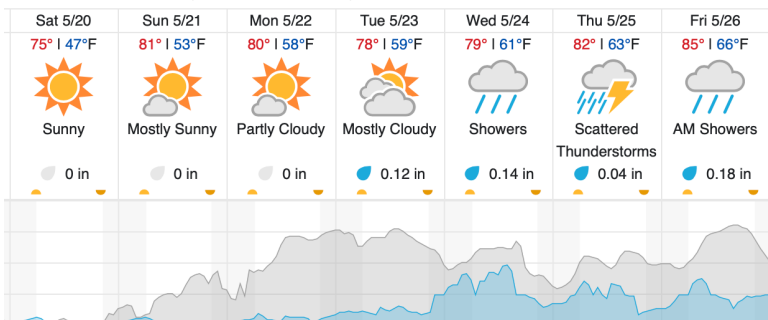 Sat 5/20 Sun 5/21 Mon 5/22 Tue 5/23 Wed 5/24 Thu 5/25 Fri 5/26
75° | 47°F 81° | 53°F 80° | 58°F 78° | 59°F 79° | 61°F 82° | 63°F 85° | 66°F
Sunny Mostly Sunny Partly Cloudy Mostly Cloudy Showers Scattered AM Showers
Thunderstorms
0 in 0 in 0 in 0.12 in 0.14 in 0.04 in 0.18 in